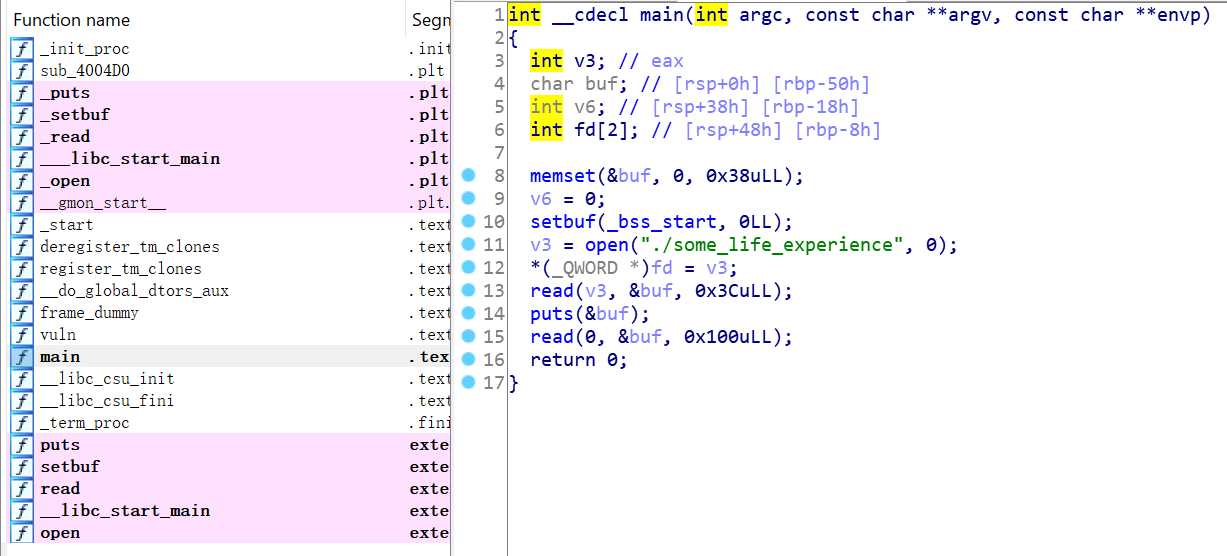 Function name Segn
f _init_proc .init
f sub_4004D0 .plt
f _puts .plt
f _setbuf .plt
f _read .plt
f ___libc_start_main .plt
f _open .plt
f __gmon_start__ .plt.
f _start .text
f deregister_tm_clones .text
f register_tm_clones .text
f __do_global_dtors_aux .text
f frame_dummy .text
f vuln .text
f main .tex
f __libc_csu_init .text
f __libc_csu_fini .text
f _term_proc .fini
f puts exte
f setbuf exte
f read exte
f __libc_start_main exte
f open exte
1 int __cdecl main(int argc, const char **argv, const char **envp)
2 {
3 int v3; // eax
4 char buf; // [rsp+0h] [rbp-50h]
5 int v6; // [rsp+38h] [rbp-18h]
6 int fd[2]; // [rsp+48h] [rbp-8h]
7
8 memset(&buf, 0, 0x38uLL);
9 v6 = 0;
10 setbuf(_bss_start, 0LL);
11 v3 = open("./some_life_experience", 0);
12 *(_QWORD *)fd = v3;
13 read(v3, &buf, 0x3CuLL);
14 puts(&buf);
15 read(0, &buf, 0x100uLL);
16 return 0;
17 }